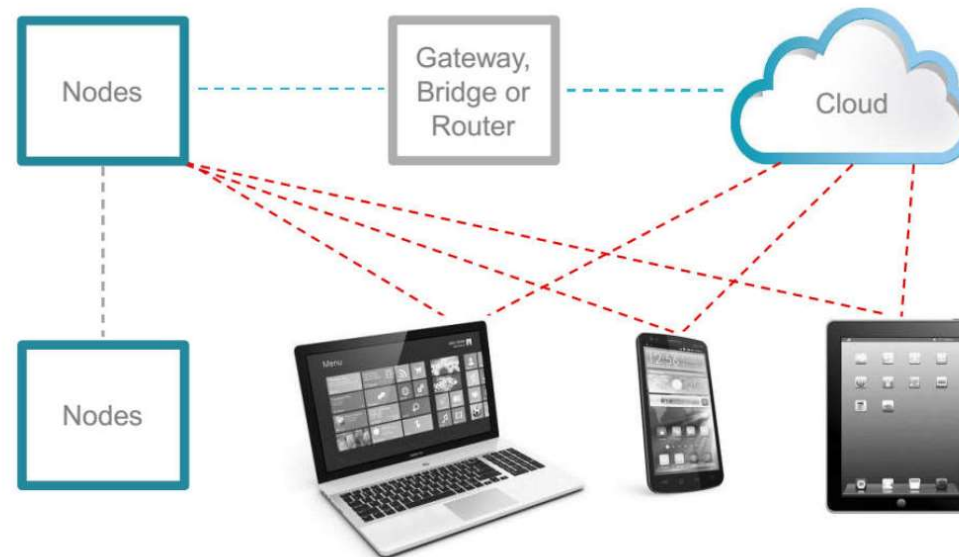 Nodes
Gateway,
Bridge or
Router
Cloud
Nodes
Menu